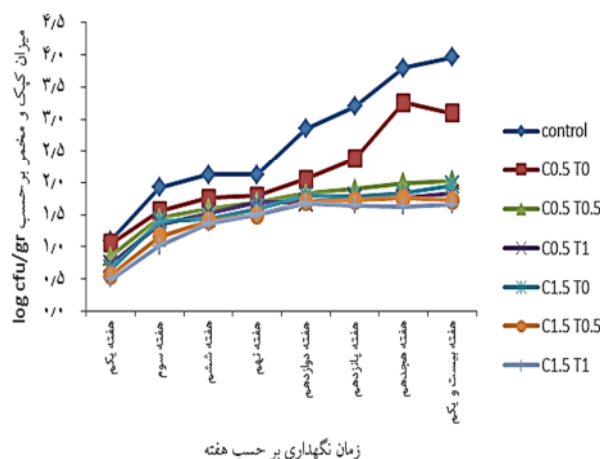 میزان کپک و مخمر بر حسب
log cfu/gr
۴٫۵
۴٫۰
۳٫۵
۳٫۰
۲٫۵
۲٫۰
۱٫۵
۱٫۰
۰٫۵
۰٫۰
هفته یکم
هفته سوم
هفته ششم
هفته نهم
هفته دوازدهم
هفته پانزدهم
هفته هجدهم
هفته بیست و یکم
زمان نگهداری بر حسب هفته
control
C0.5 T0
C0.5 T0.5
C0.5 T1
C1.5 T0
C1.5 T0.5
C1.5 T1